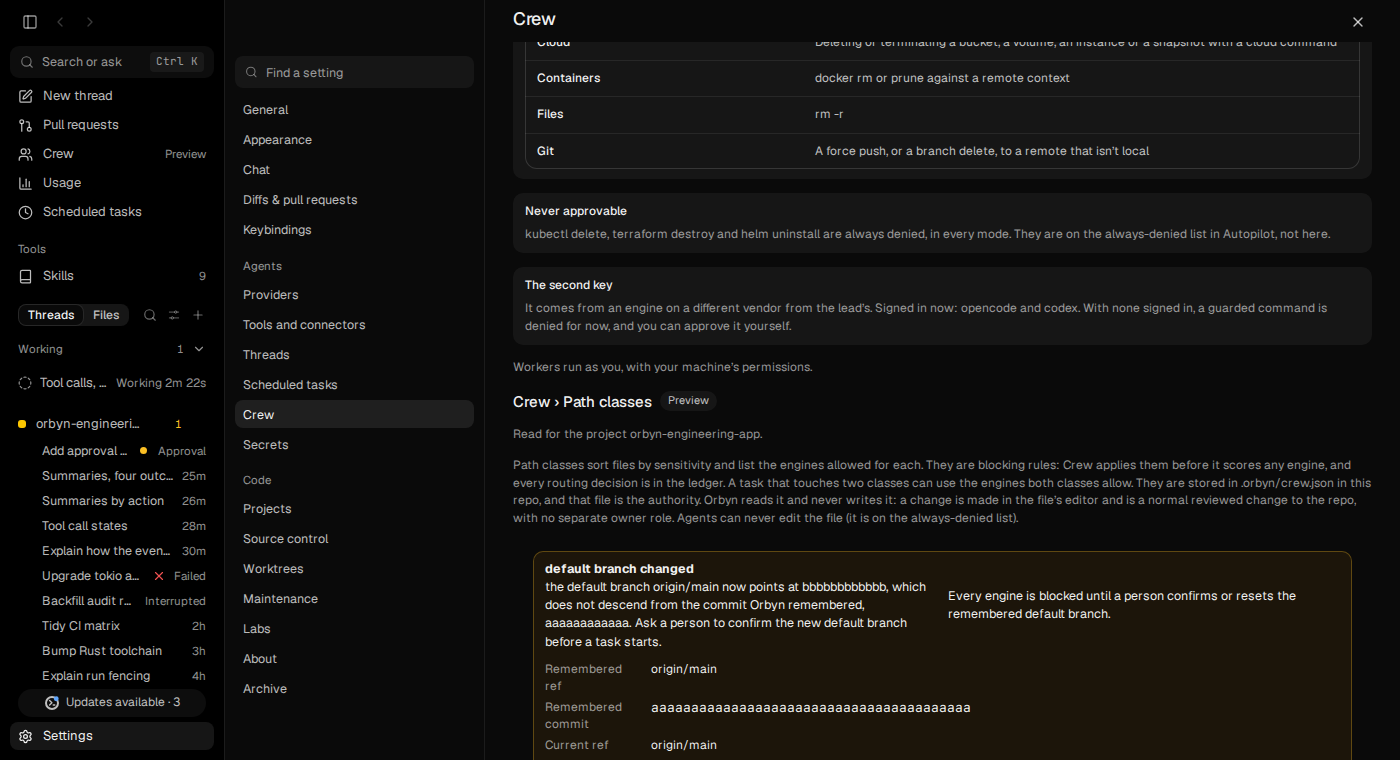 Search or ask
Ctrl K
New thread
Pull requests
Crew
Preview
Usage
Scheduled tasks
Tools
Skills
9
Threads
Files
Working
1
Tool calls, ...
Working 2m 22s
orbyn-engineeri...
1
Add approval ...
Approval
Summaries, four outc...
25m
Summaries by action
26m
Tool call states
28m
Explain how the even...
30m
Upgrade tokio a...
Failed
Backfill audit r...
Interrupted
Tidy CI matrix
2h
Bump Rust toolchain
3h
Explain run fencing
4h
Updates available · 3
Settings
Find a setting
General
Appearance
Chat
Diffs & pull requests
Keybindings
Agents
Providers
Tools and connectors
Threads
Scheduled tasks
Crew
Secrets
Code
Projects
Source control
Worktrees
Maintenance
Labs
About
Archive
Crew
Cloud
Deleting or terminating a bucket, a volume, an instance or a snapshot with a cloud command
Containers
docker rm or prune against a remote context
Files
rm -r
Git
A force push, or a branch delete, to a remote that isn't local
Never approvable
kubectl delete, terraform destroy and helm uninstall are always denied, in every mode. They are on the always-denied list in Autopilot, not here.
The second key
It comes from an engine on a different vendor from the lead's. Signed in now: opencode and codex. With none signed in, a guarded command is
denied for now, and you can approve it yourself.
Workers run as you, with your machine's permissions.
Crew › Path classes
Preview
Read for the project orbyn-engineering-app.
Path classes sort files by sensitivity and list the engines allowed for each. They are blocking rules: Crew applies them before it scores any engine, and
every routing decision is in the ledger. A task that touches two classes can use the engines both classes allow. They are stored in .orbyn/crew.json in this
repo, and that file is the authority. Orbyn reads it and never writes it: a change is made in the file's editor and is a normal reviewed change to the repo,
with no separate owner role. Agents can never edit the file (it is on the always-denied list).
default branch changed
the default branch origin/main now points at bbbbbbbbbbbb, which
does not descend from the commit Orbyn remembered,
aaaaaaaaaaaa. Ask a person to confirm the new default branch
before a task starts.
Every engine is blocked until a person confirms or resets the
remembered default branch.
Remembered
ref
origin/main
Remembered
commit
aaaaaaaaaaaaaaaaaaaaaaaaaaaaaaaaaaaaaaaa
Current ref
origin/main